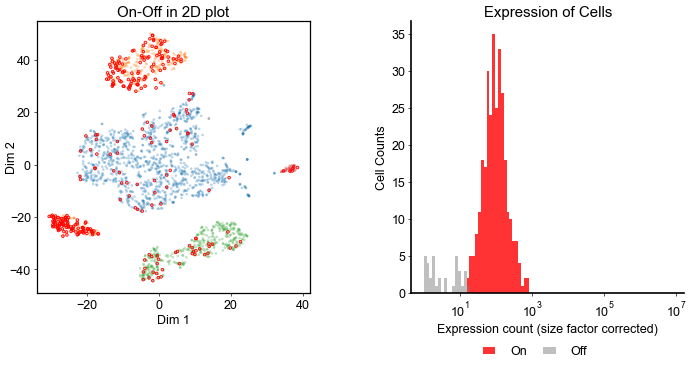 On-Off in 2D plot
Dim 2
40
20
0
−20
−40
−20
0
20
40
Dim 1
Expression of Cells
Cell Counts
35
30
25
20
15
10
5
0
10^1
10^3
10^5
10^7
Expression count (size factor corrected)
On
Off